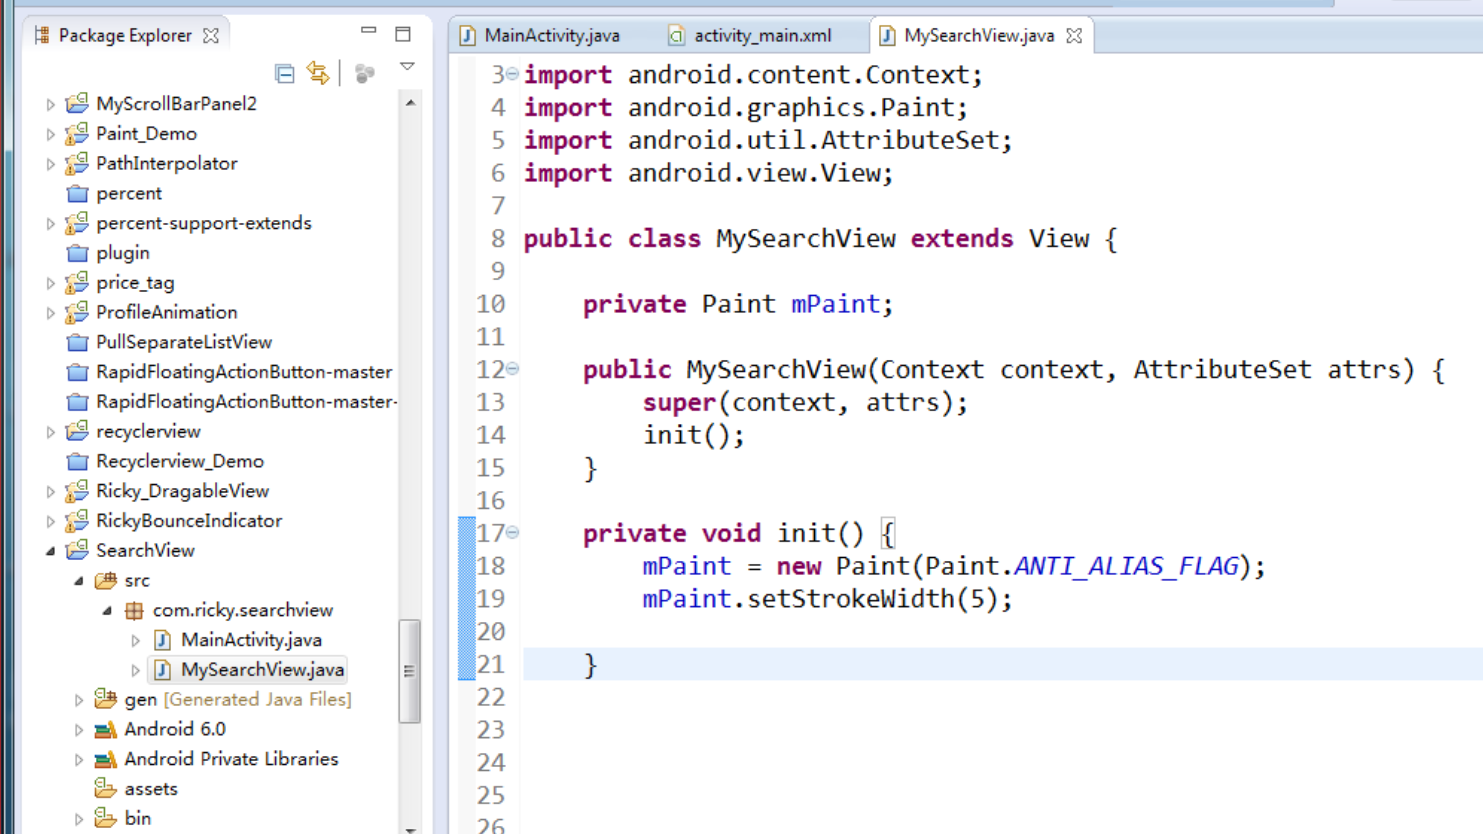 Package Explorer
MyScrollBarPanel2
Paint_Demo
PathInterpolator
percent
percent-support-extends
plugin
price_tag
ProfileAnimation
PullSeparateListView
RapidFloatingActionButton-master
RapidFloatingActionButton-master-
recyclerview
Recyclerview_Demo
Ricky_DragableView
RickyBounceIndicator
SearchView
src
com.ricky.searchview
MainActivity.java
MySearchView.java
gen [Generated Java Files]
Android 6.0
Android Private Libraries
assets
bin
MainActivity.java activity_main.xml MySearchView.java
3 import android.content.Context;
4 import android.graphics.Paint;
5 import android.util.AttributeSet;
6 import android.view.View;
7
8 public class MySearchView extends View {
9
10 private Paint mPaint;
11
12 public MySearchView(Context context, AttributeSet attrs) {
13 super(context, attrs);
14 init();
15 }
16
17 private void init() {
18 mPaint = new Paint(Paint.ANTI_ALIAS_FLAG);
19 mPaint.setStrokeWidth(5);
20
21 }
22
23
24
25
26